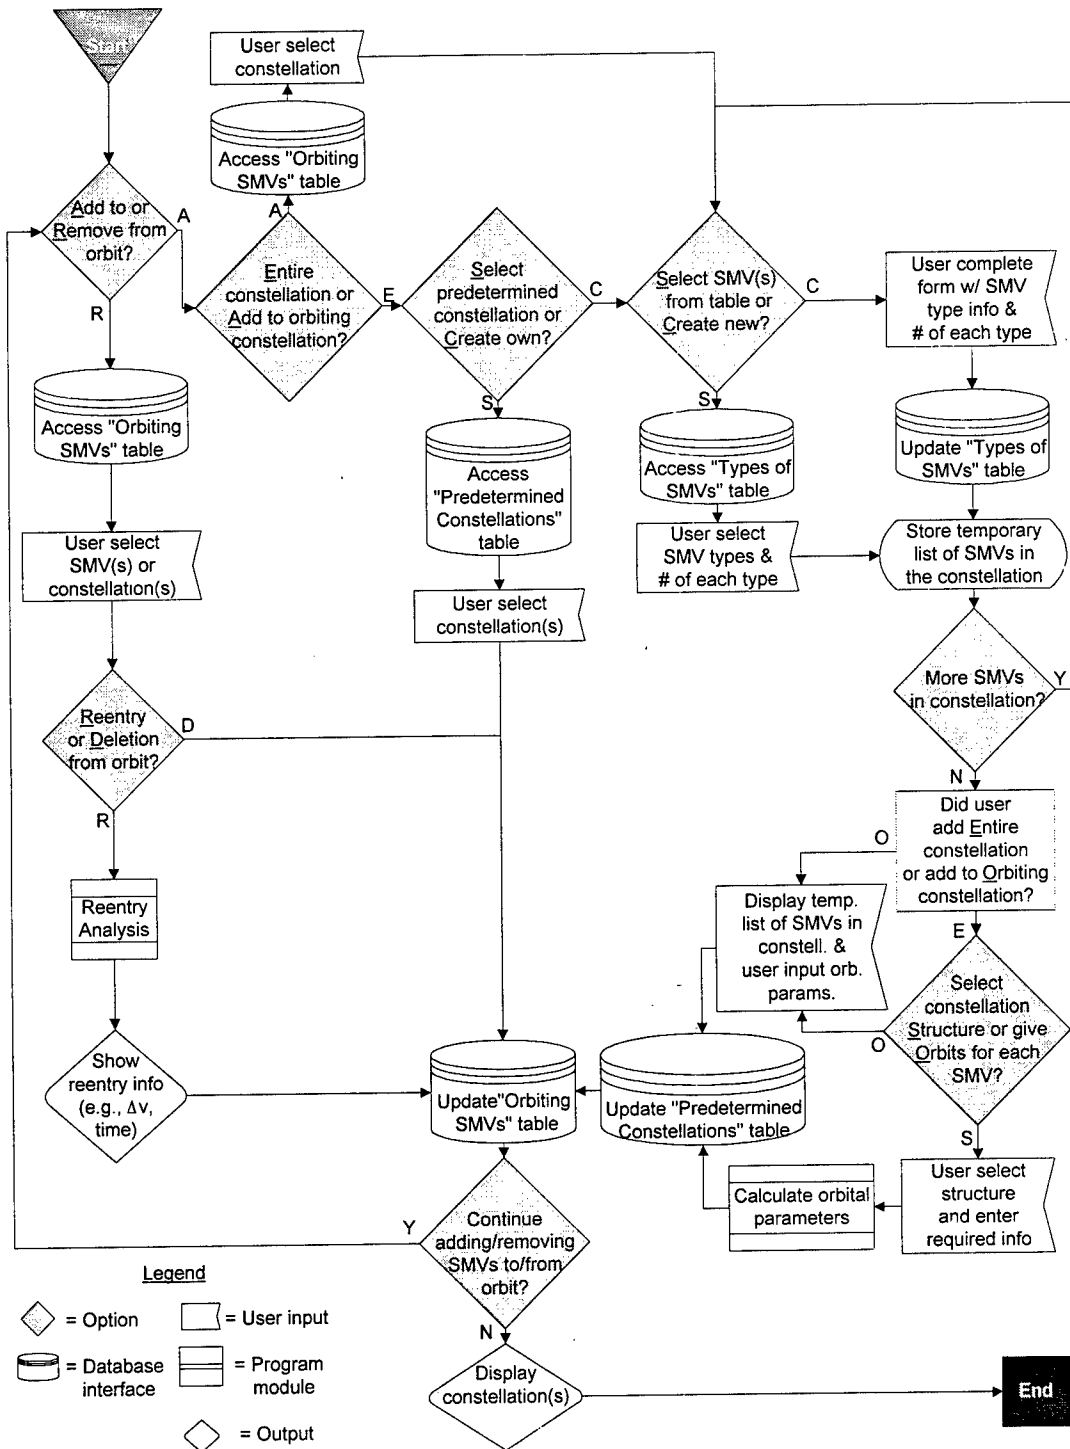 Start
User select
constellation
Access "Orbiting
SMVs" table
Add to or
Remove from
orbit?
A
R
A
Entire
constellation or
Add to orbiting
constellation?
E
Select
predetermined
constellation or
Create own?
C
S
Select SMV(s)
from table or
Create new?
C
S
User complete
form w/ SMV
type info &
# of each type
Access "Orbiting
SMVs" table
Access
"Predetermined
Constellations"
table
Access "Types of
SMVs" table
Update "Types
of SMVs" table
User select
SMV(s) or
constellation(s)
User select
SMV types &
# of each type
Store temporary
list of SMVs in
the constellation
User select
constellation(s)
More SMVs
in constellation?
Y
N
Reentry
or Deletion
from orbit?
D
R
Did user
add Entire
constellation
or add to Orbiting
constellation?
O
E
Reentry
Analysis
Display temp.
list of SMVs in
constell. &
user input orb.
params.
Select
constellation
Structure or give
Orbits for each
SMV?
O
S
Show
reentry info
(e.g., Δv,
time)
Update"Orbiting
SMVs" table
Update "Predetermined
Constellations" table
Calculate orbital
parameters
User select
structure
and enter
required info
Continue
adding/removing
SMVs to/from
orbit?
Y
N
Display
constellation(s)
End
Legend
= Option
= User input
= Database
interface
= Program
module
= Output